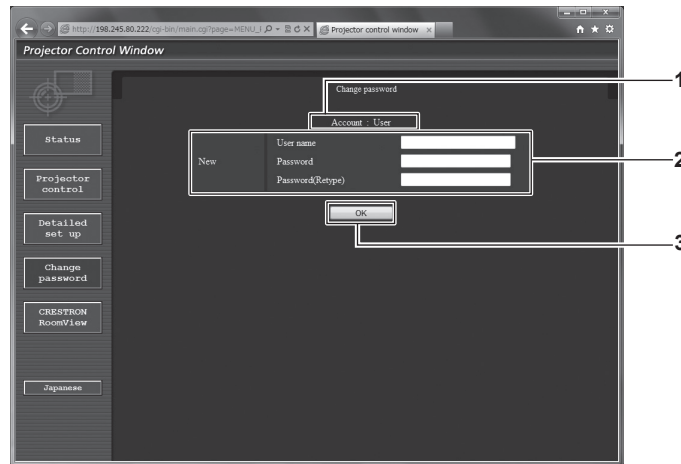 http://198.245.80.222/cgi-bin/main.cgi?page=MENU_
Projector control window
Projector Control Window
Change password
1
Account : User
Status
User name
2
New
Password
Password(Retype)
Projector
control
OK
3
Detailed
set up
Change
password
CRESTRON
RoomView
Japanese